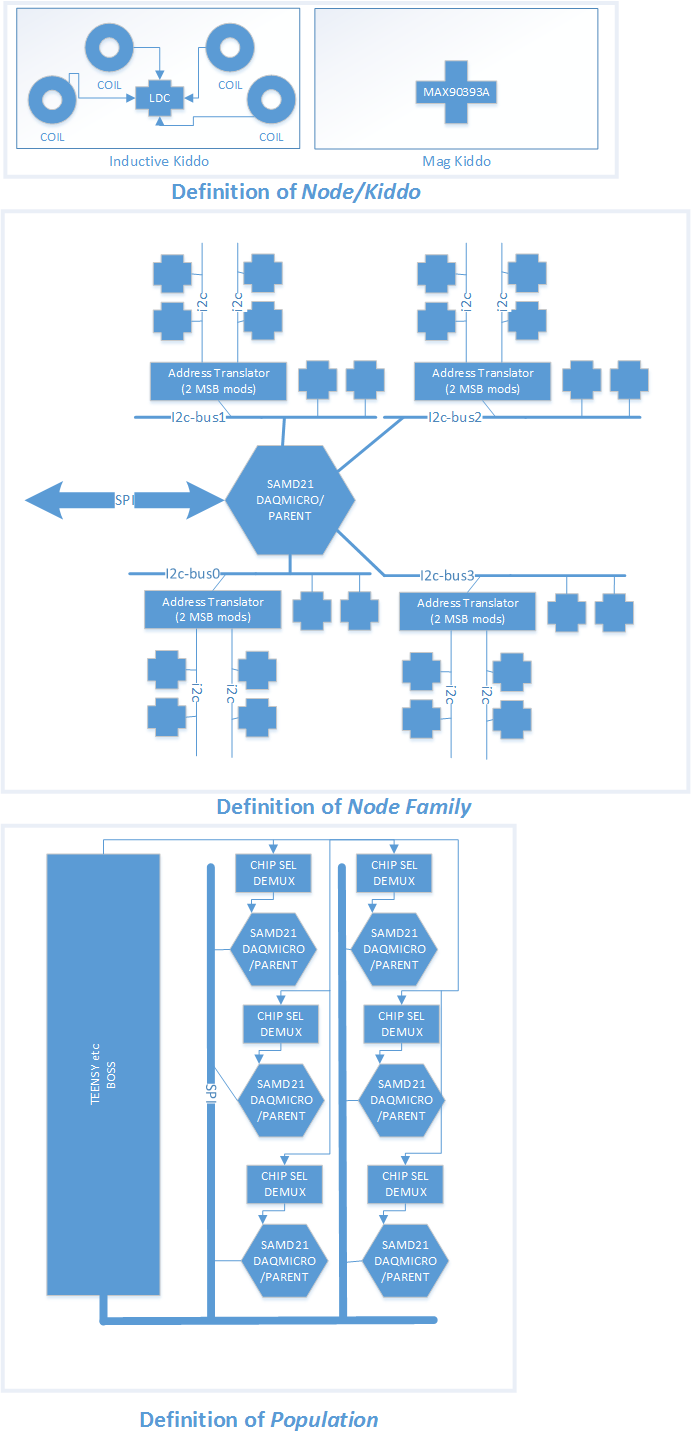 COIL
COIL
LDC
COIL
COIL
MAX90393A
Inductive Kiddo
Mag Kiddo
Definition of Node/Kiddo
i2c
i2c
i2c
i2c
Address Translator
(2 MSB mods)
Address Translator
(2 MSB mods)
I2c-bus1
I2c-bus2
SPI
SAMD21
DAQMICRO/
PARENT
I2c-bus0
I2c-bus3
Address Translator
(2 MSB mods)
Address Translator
(2 MSB mods)
i2c
i2c
i2c
i2c
Definition of Node Family
CHIP SEL
DEMUX
CHIP SEL
DEMUX
SAMD21
DAQMICRO
/PARENT
SAMD21
DAQMICRO
/PARENT
CHIP SEL
DEMUX
CHIP SEL
DEMUX
TEENSY etc
BOSS
SPI
SAMD21
DAQMICRO
/PARENT
SAMD21
DAQMICRO
/PARENT
CHIP SEL
DEMUX
CHIP SEL
DEMUX
SAMD21
DAQMICRO
/PARENT
SAMD21
DAQMICRO
/PARENT
Definition of Population